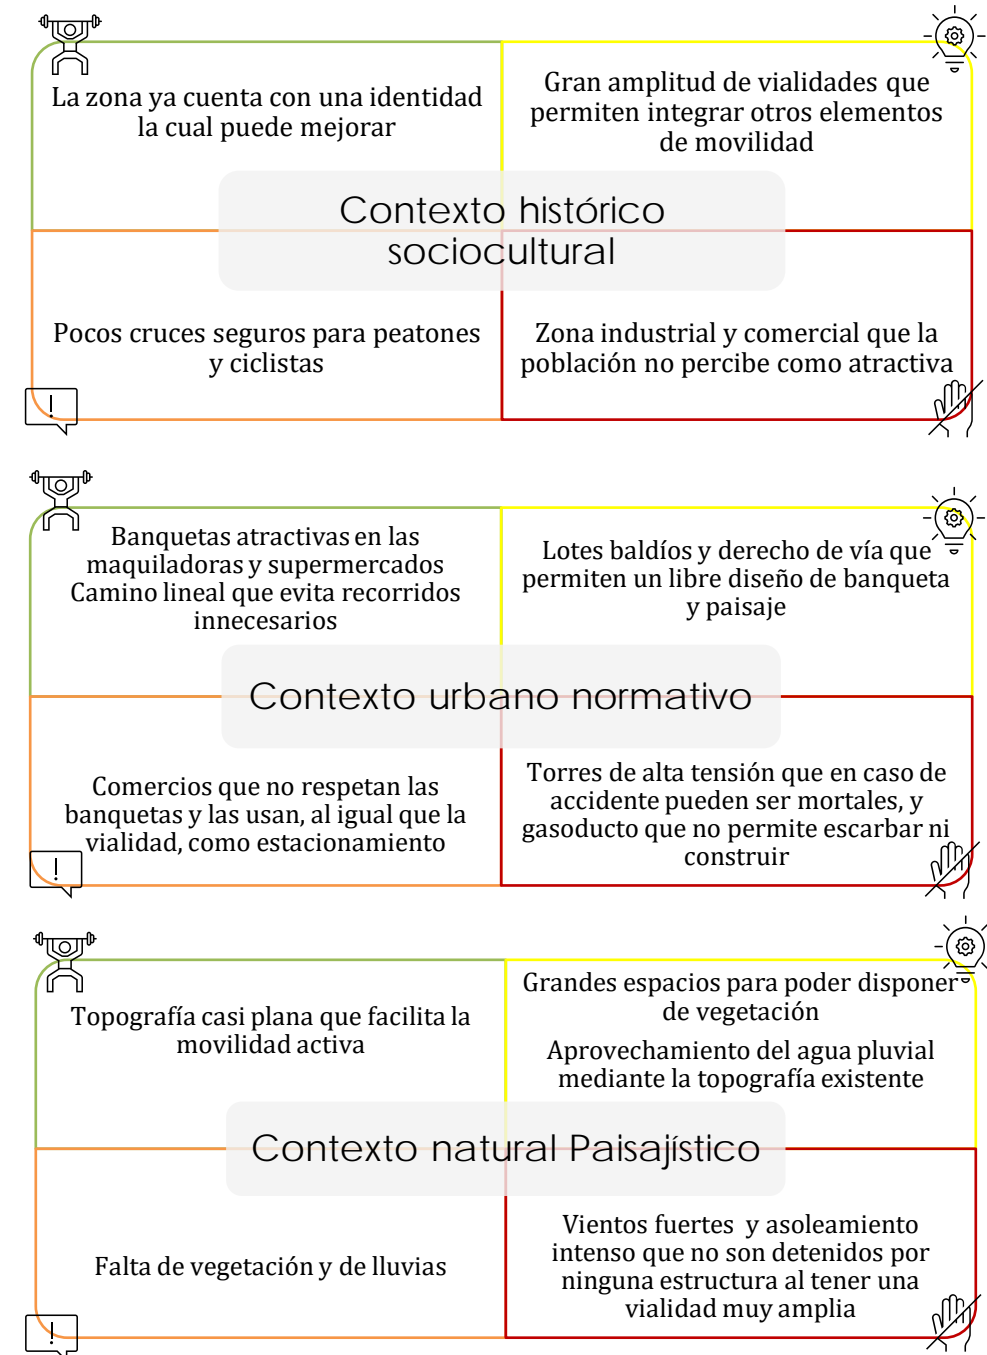 La zona ya cuenta con una identidad
la cual puede mejorar
Gran amplitud de vialidades que
permiten integrar otros elementos
de movilidad
Contexto histórico
sociocultural
Pocos cruces seguros para peatones
y ciclistas
Zona industrial y comercial que la
población no percibe como atractiva
!
Banquetas atractivas en las
maquiladoras y supermercados
Camino lineal que evita recorridos
innecesarios
Lotes baldíos y derecho de vía que
permiten un libre diseño de banqueta
y paisaje
Contexto urbano normativo
Comercios que no respetan las
banquetas y las usan, al igual que la
vialidad, como estacionamiento
Torres de alta tensión que en caso de
accidente pueden ser mortales, y
gasoducto que no permite escarbar ni
construir
!
Topografía casi plana que facilita la
movilidad activa
Grandes espacios para poder disponer
de vegetación
Aprovechamiento del agua pluvial
mediante la topografía existente
Contexto natural Paisajístico
Falta de vegetación y de lluvias
Vientos fuertes y asoleamiento
intenso que no son detenidos por
ninguna estructura al tener una
vialidad muy amplia
!